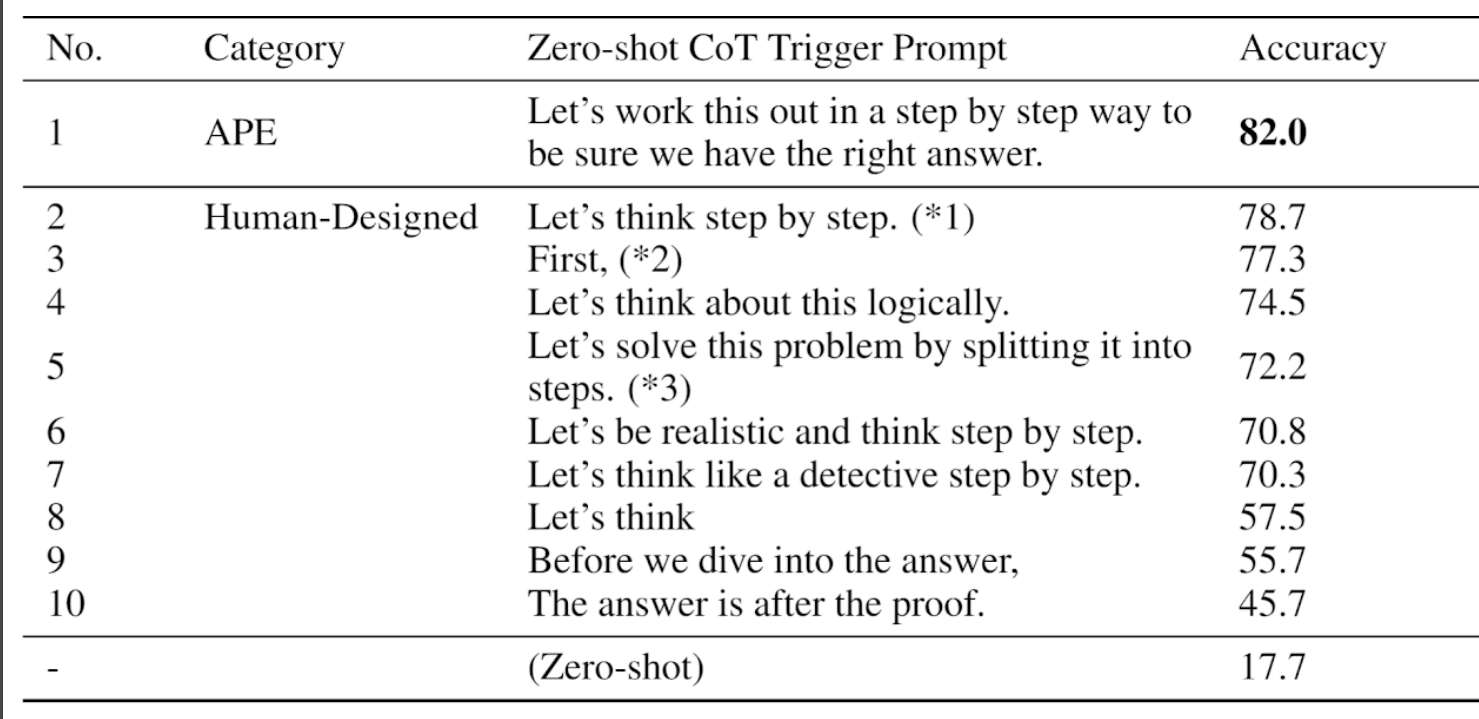 No. Category Zero-shot CoT Trigger Prompt Accuracy
1 APE Let's work this out in a step by step way to be sure we have the right answer. 82.0
2 Human-Designed Let's think step by step. (*1) 78.7
3 First, (*2) 77.3
4 Let's think about this logically. 74.5
5 Let's solve this problem by splitting it into steps. (*3) 72.2
6 Let's be realistic and think step by step. 70.8
7 Let's think like a detective step by step. 70.3
8 Let's think 57.5
9 Before we dive into the answer, 55.7
10 The answer is after the proof. 45.7
- (Zero-shot) 17.7